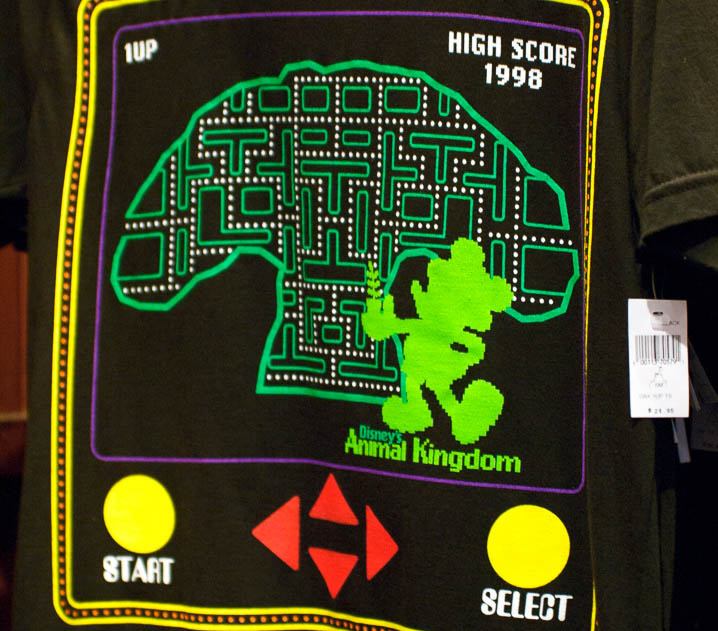 1UP
HIGH SCORE
1998
Disney's
Animal Kingdom
START
SELECT
$ 24.95